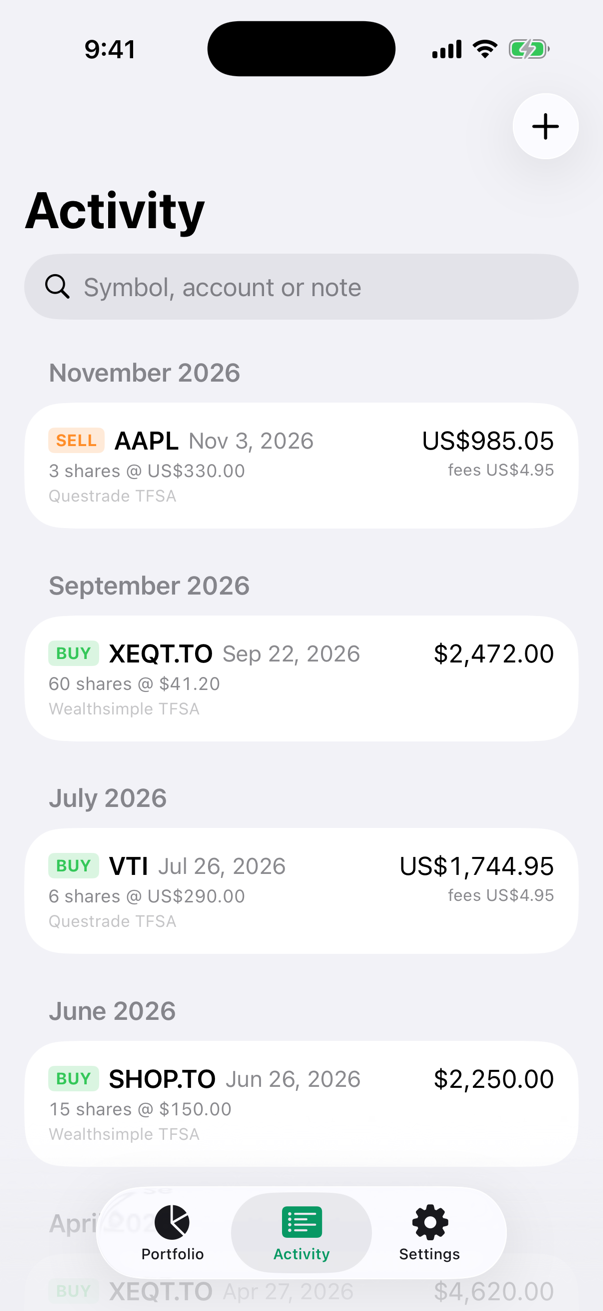 9:41
Activity
Symbol, account or note
November 2026
SELL AAPL Nov 3, 2026 US$985.05
3 shares @ US$330.00 fees US$4.95
Questrade TFSA
September 2026
BUY XEQT.TO Sep 22, 2026 $2,472.00
60 shares @ $41.20
Wealthsimple TFSA
July 2026
BUY VTI Jul 26, 2026 US$1,744.95
6 shares @ US$290.00 fees US$4.95
Questrade TFSA
June 2026
BUY SHOP.TO Jun 26, 2026 $2,250.00
15 shares @ $150.00
Wealthsimple TFSA
Portfolio Activity Settings
BUY XEQT.TO Apr 27, 2026 $4,620.00